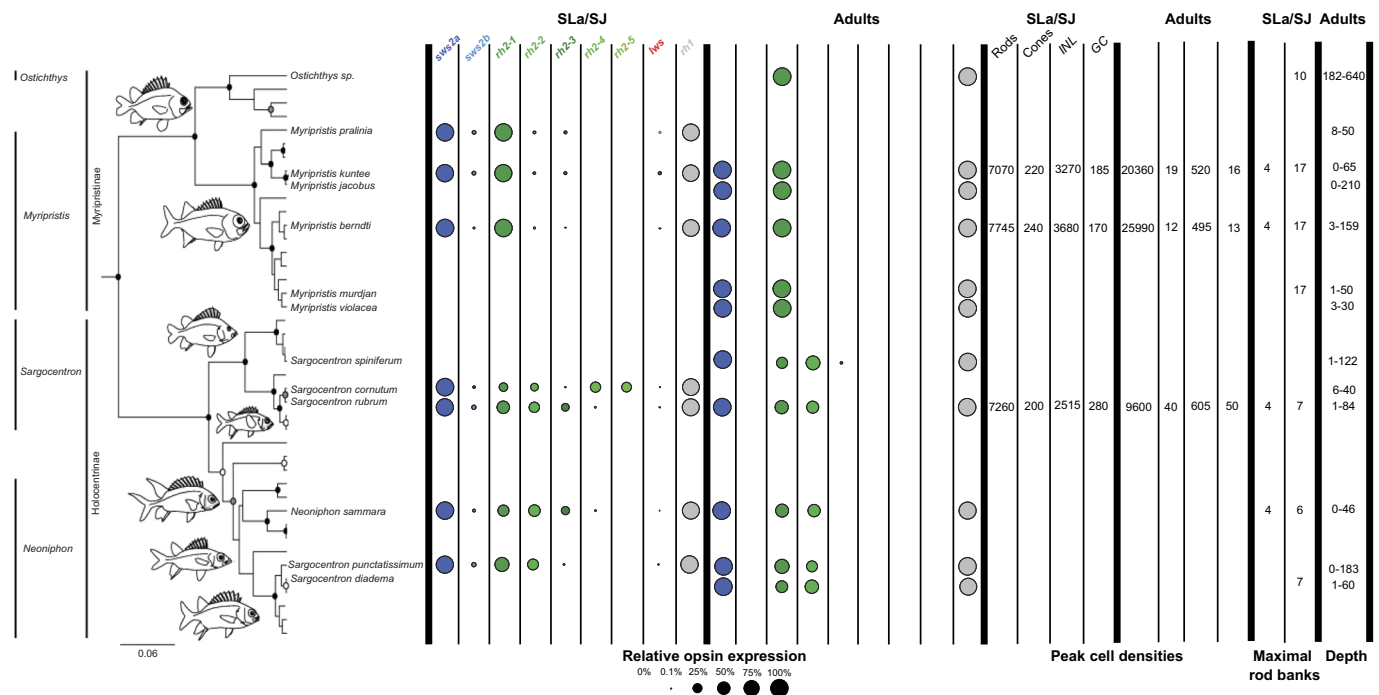 SLa/SJ Adults SLa/SJ Adults SLa/SJ Adults
sws2a sws2b rh2-1 rh2-2 rh2-3 rh2-4 rh2-5 lws rh1 Rods Cones INL GC
Ostichthys Ostichthys sp. 10 182-640
Myripristis pralinia 8-50
Myripristis kuntee 7070 220 3270 185 20360 19 520 16 4 17 0-65
Myripristis jacobus 0-210
Myripristis Myripristinae
Myripristis berndti 7745 240 3680 170 25990 12 495 13 4 17 3-159
Myripristis murdjan 17 1-50
Myripristis violacea 3-30
Sargocentron spiniferum 1-122
Sargocentron
Sargocentron cornutum 6-40
Sargocentron rubrum 7260 200 2515 280 9600 40 605 50 4 7 1-84
Holocentrinae
Neoniphon sammara 4 6 0-46
Neoniphon
Sargocentron punctatissimum 0-183
Sargocentron diadema 7 1-60
0.06
Relative opsin expression Peak cell densities Maximal rod banks Depth
0% 0.1% 25% 50% 75% 100%